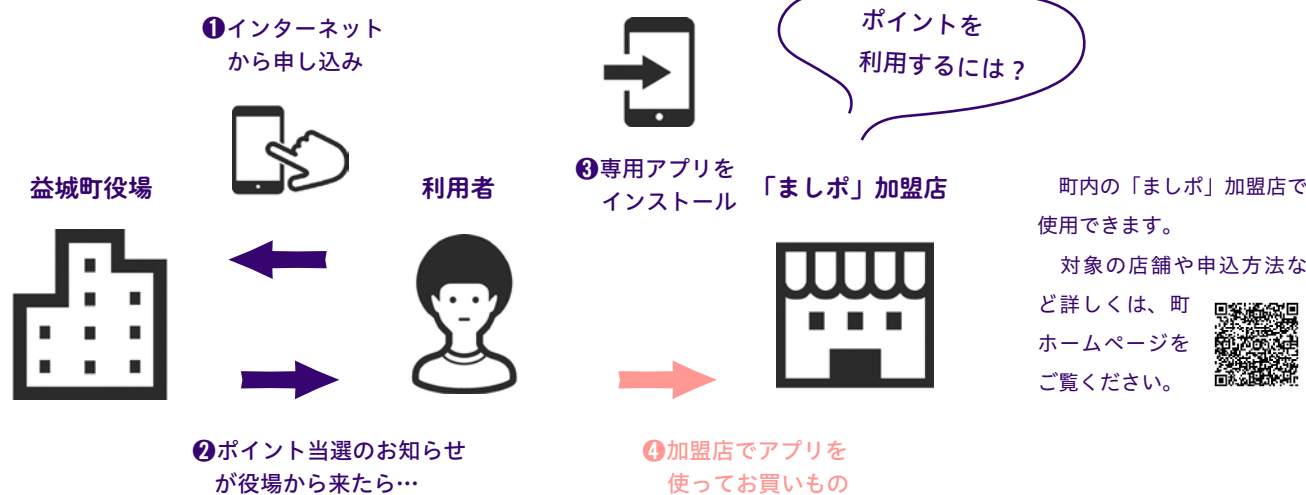 ❶インターネット
から申し込み
ポイントを
利用するには？
益城町役場
利用者
❸専用アプリを
インストール
「ましポ」加盟店
町内の「ましポ」加盟店で
使用できます。
対象の店舗や申込方法な
ど詳しくは、町
ホームページを
ご覧ください。
❷ポイント当選のお知らせ
が役場から来たら…
❹加盟店でアプリを
使ってお買いもの